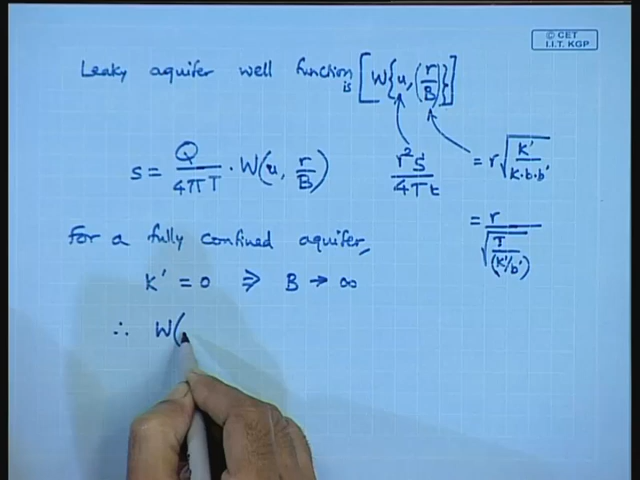 © CET
I.I.T. KGP
Leaky aquifer well function is [W{u, (r/B)}]
s = Q/4πT · W(u, r/B)
r²S/4Tt
= r√(K'/K·b·b')
= r/√(T/(K'/b'))
For a fully confined aquifer,
K' = 0 ⇒ B → ∞
∴ W(